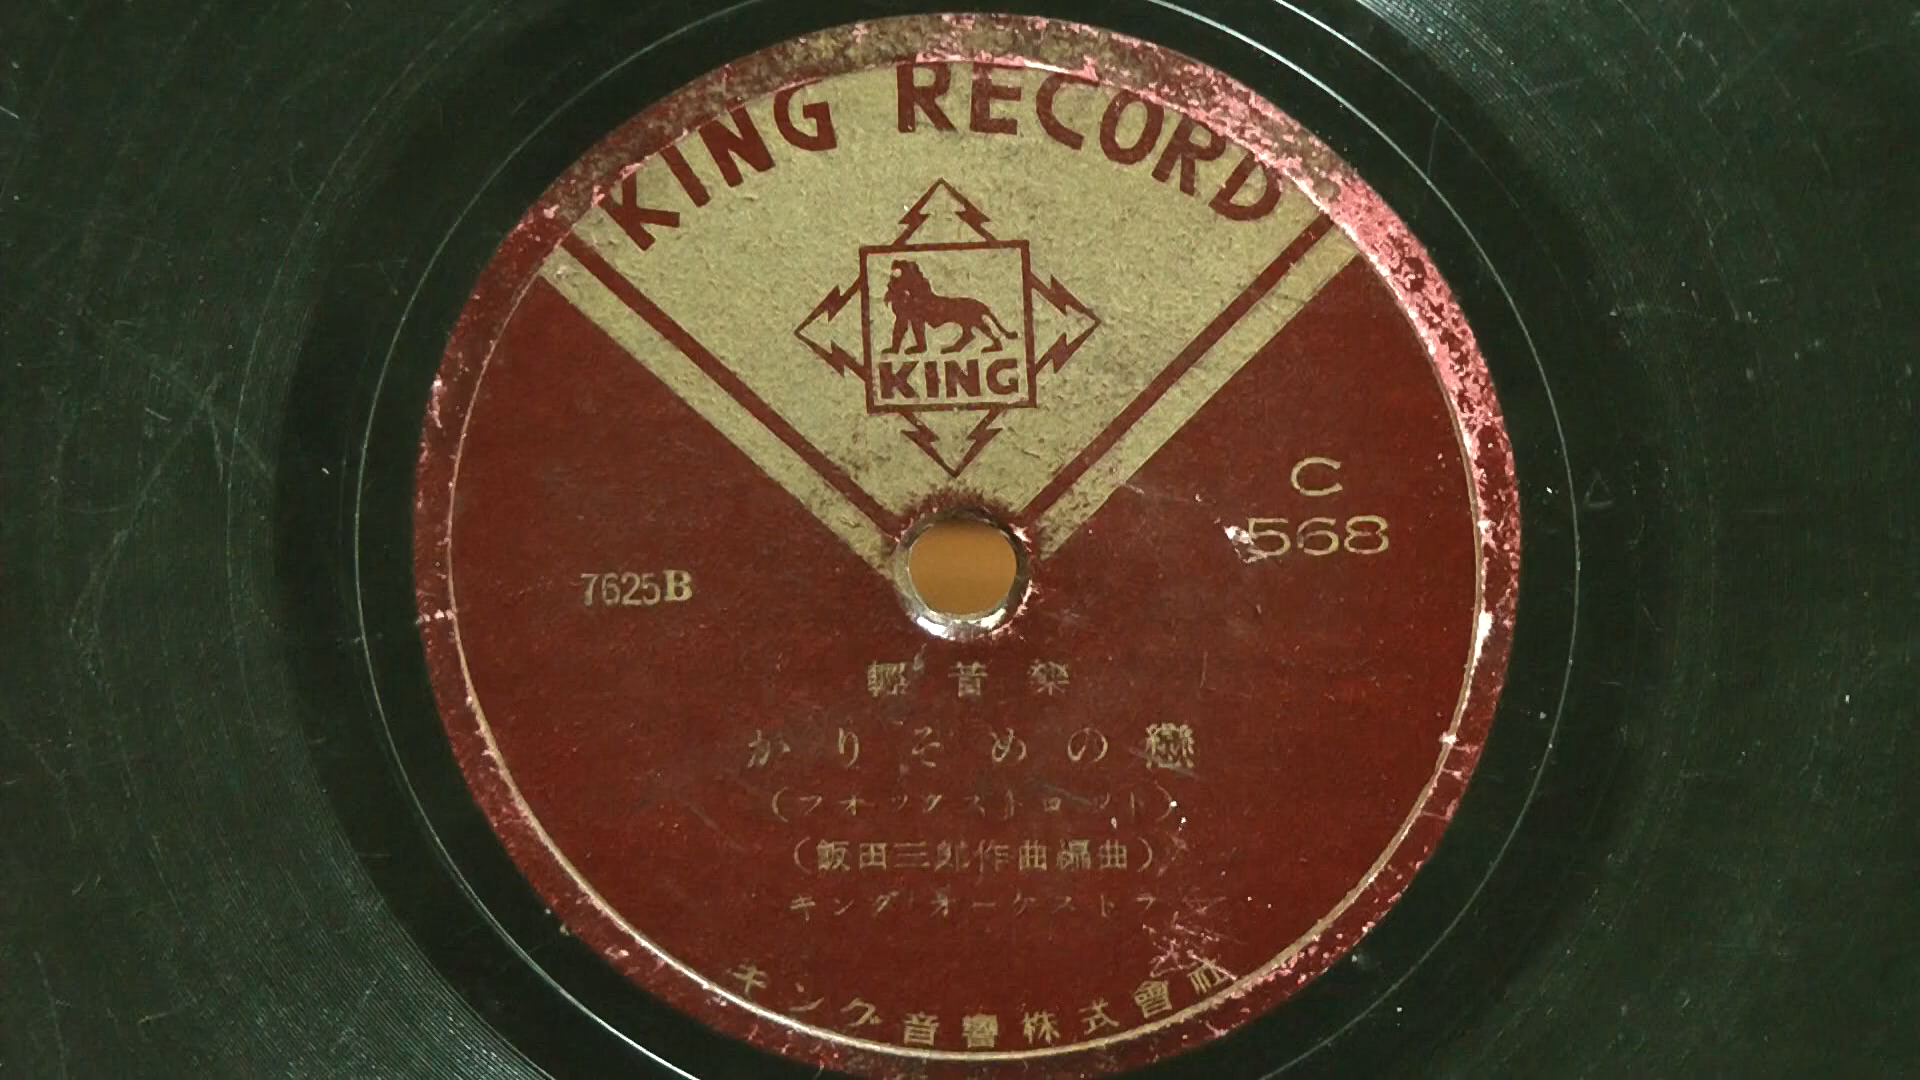 KING RECORD
KING
C
568
7625B
輕音樂
かりそめの戀
(フオックストロット)
(飯田三郎作曲編曲)
キング オーケストラ
キング音響株式會社